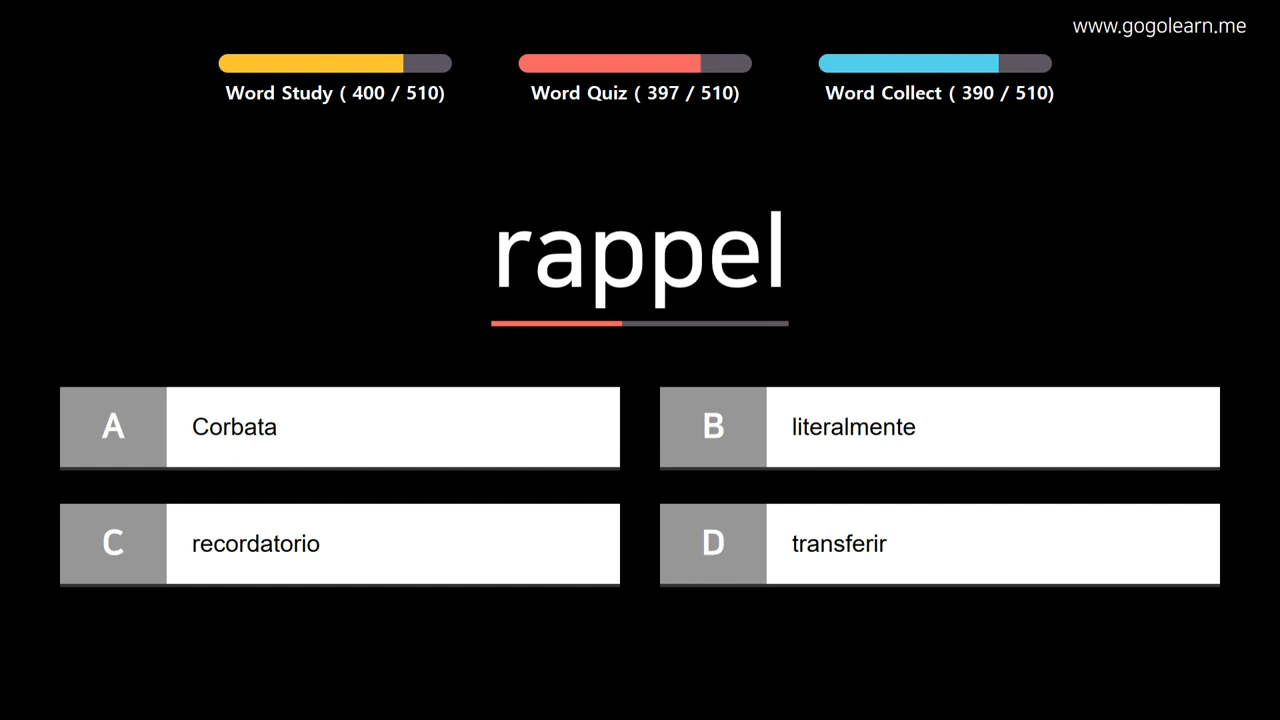 www.gogolearn.me
Word Study ( 400 / 510)
Word Quiz ( 397 / 510)
Word Collect ( 390 / 510)
rappel
A Corbata
B literalmente
C recordatorio
D transferir